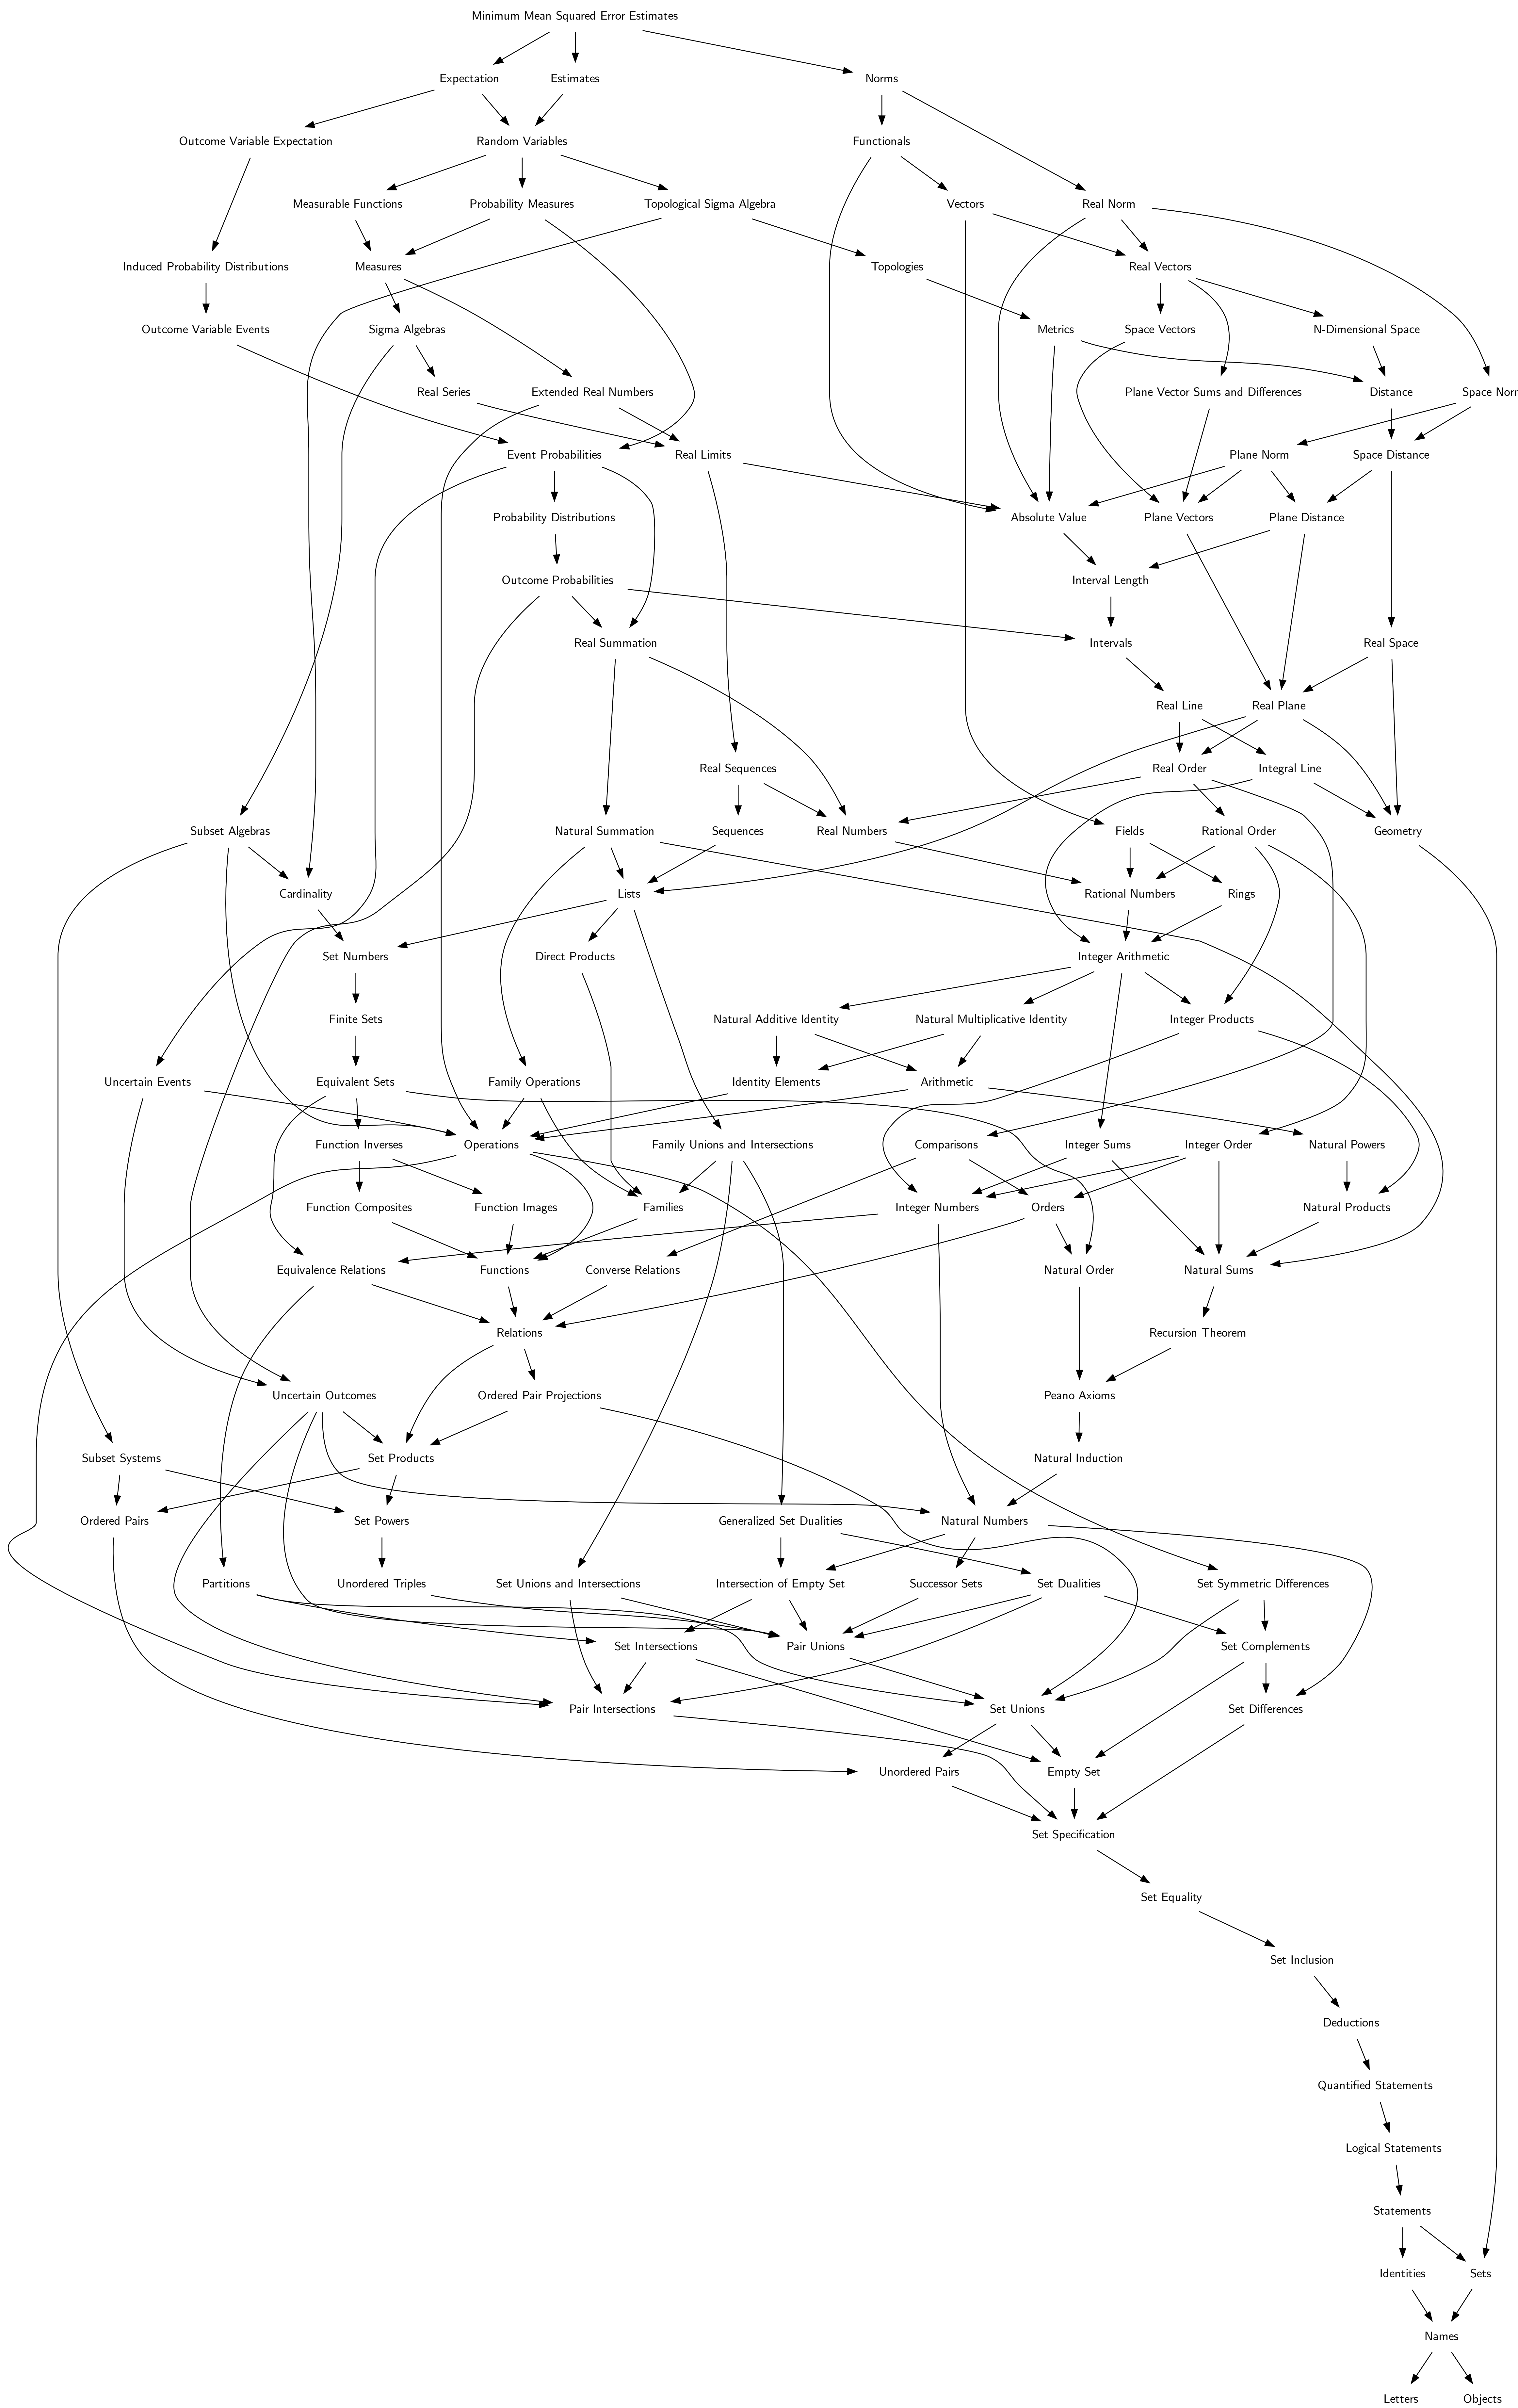 Minimum Mean Squared Error Estimates
Expectation
Estimates
Norms
Outcome Variable Expectation
Random Variables
Functionals
Measurable Functions
Probability Measures
Topological Sigma Algebra
Vectors
Real Norm
Induced Probability Distributions
Measures
Topologies
Real Vectors
Outcome Variable Events
Sigma Algebras
Metrics
Space Vectors
N-Dimensional Space
Real Series
Extended Real Numbers
Plane Vector Sums and Differences
Distance
Space Norm
Event Probabilities
Real Limits
Plane Norm
Space Distance
Probability Distributions
Absolute Value
Plane Vectors
Plane Distance
Outcome Probabilities
Interval Length
Real Summation
Intervals
Real Space
Real Line
Real Plane
Real Sequences
Real Order
Integral Line
Subset Algebras
Natural Summation
Sequences
Real Numbers
Fields
Rational Order
Geometry
Cardinality
Lists
Rational Numbers
Rings
Set Numbers
Direct Products
Integer Arithmetic
Finite Sets
Natural Additive Identity
Natural Multiplicative Identity
Integer Products
Uncertain Events
Equivalent Sets
Family Operations
Identity Elements
Arithmetic
Function Inverses
Operations
Family Unions and Intersections
Comparisons
Integer Sums
Integer Order
Natural Powers
Function Composites
Function Images
Families
Integer Numbers
Orders
Natural Products
Equivalence Relations
Functions
Converse Relations
Natural Order
Natural Sums
Relations
Recursion Theorem
Uncertain Outcomes
Ordered Pair Projections
Peano Axioms
Subset Systems
Set Products
Natural Induction
Ordered Pairs
Set Powers
Generalized Set Dualities
Natural Numbers
Partitions
Unordered Triples
Set Unions and Intersections
Intersection of Empty Set
Successor Sets
Set Dualities
Set Symmetric Differences
Set Intersections
Pair Unions
Set Complements
Pair Intersections
Set Unions
Set Differences
Unordered Pairs
Empty Set
Set Specification
Set Equality
Set Inclusion
Deductions
Quantified Statements
Logical Statements
Statements
Identities
Sets
Names
Letters
Objects